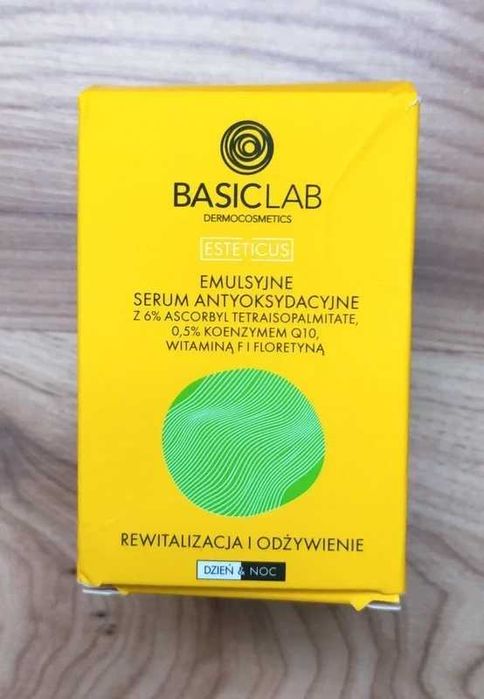 BASICLAB
DERMOCOSMETICS
ESTETICUS
EMULSYJNE
SERUM ANTYOKSYDACYJNE
Z 6% ASCORBYL TETRAISOPALMITATE,
0,5% KOENZYMEM Q10,
WITAMINĄ F I FLORETYNĄ
REWITALIZACJA I ODŻYWIENIE
DZIEŃ & NOC